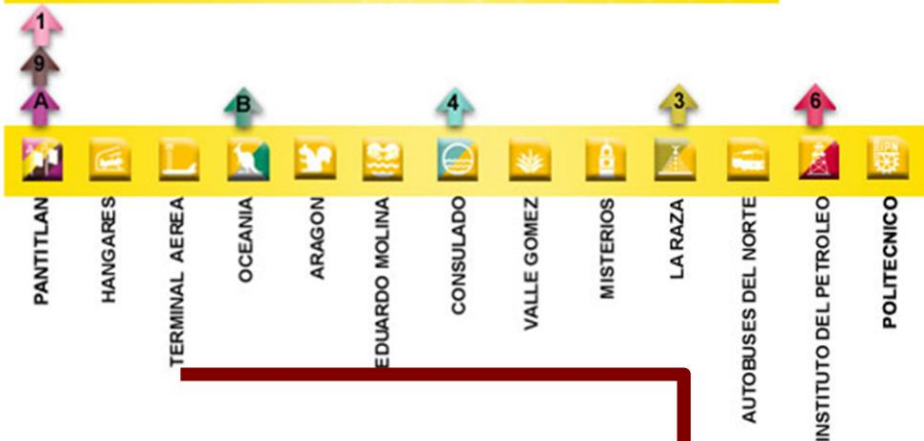 1
9
A
B
4
3
6
PANTITLAN
HANGARES
TERMINAL AEREA
OCEANIA
ARAGON
EDUARDO MOLINA
CONSULADO
VALLE GOMEZ
MISTERIOS
LA RAZA
AUTOBUSES DEL NORTE
INSTITUTO DEL PETROLEO
POLITECNICO